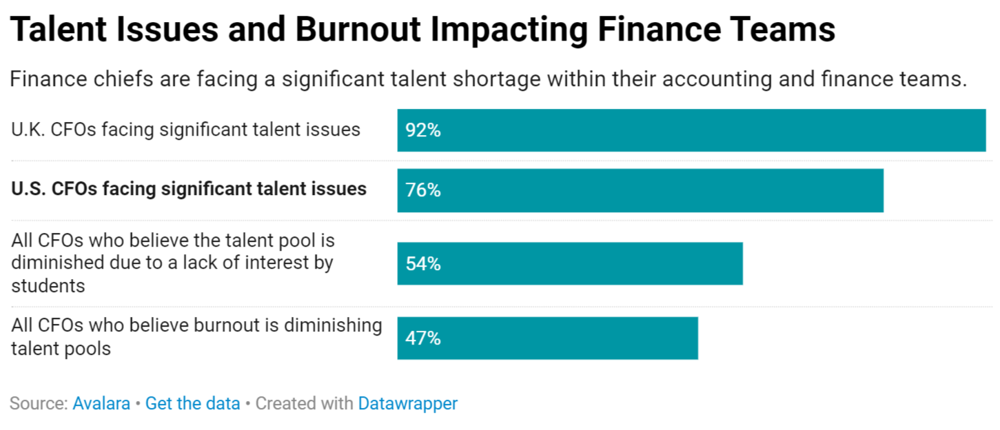 Talent Issues and Burnout Impacting Finance Teams
Finance chiefs are facing a significant talent shortage within their accounting and finance teams.
U.K. CFOs facing significant talent issues
92%
U.S. CFOs facing significant talent issues
76%
All CFOs who believe the talent pool is
diminished due to a lack of interest by
students
54%
All CFOs who believe burnout is diminishing
talent pools
47%
Source: Avalara • Get the data • Created with Datawrapper